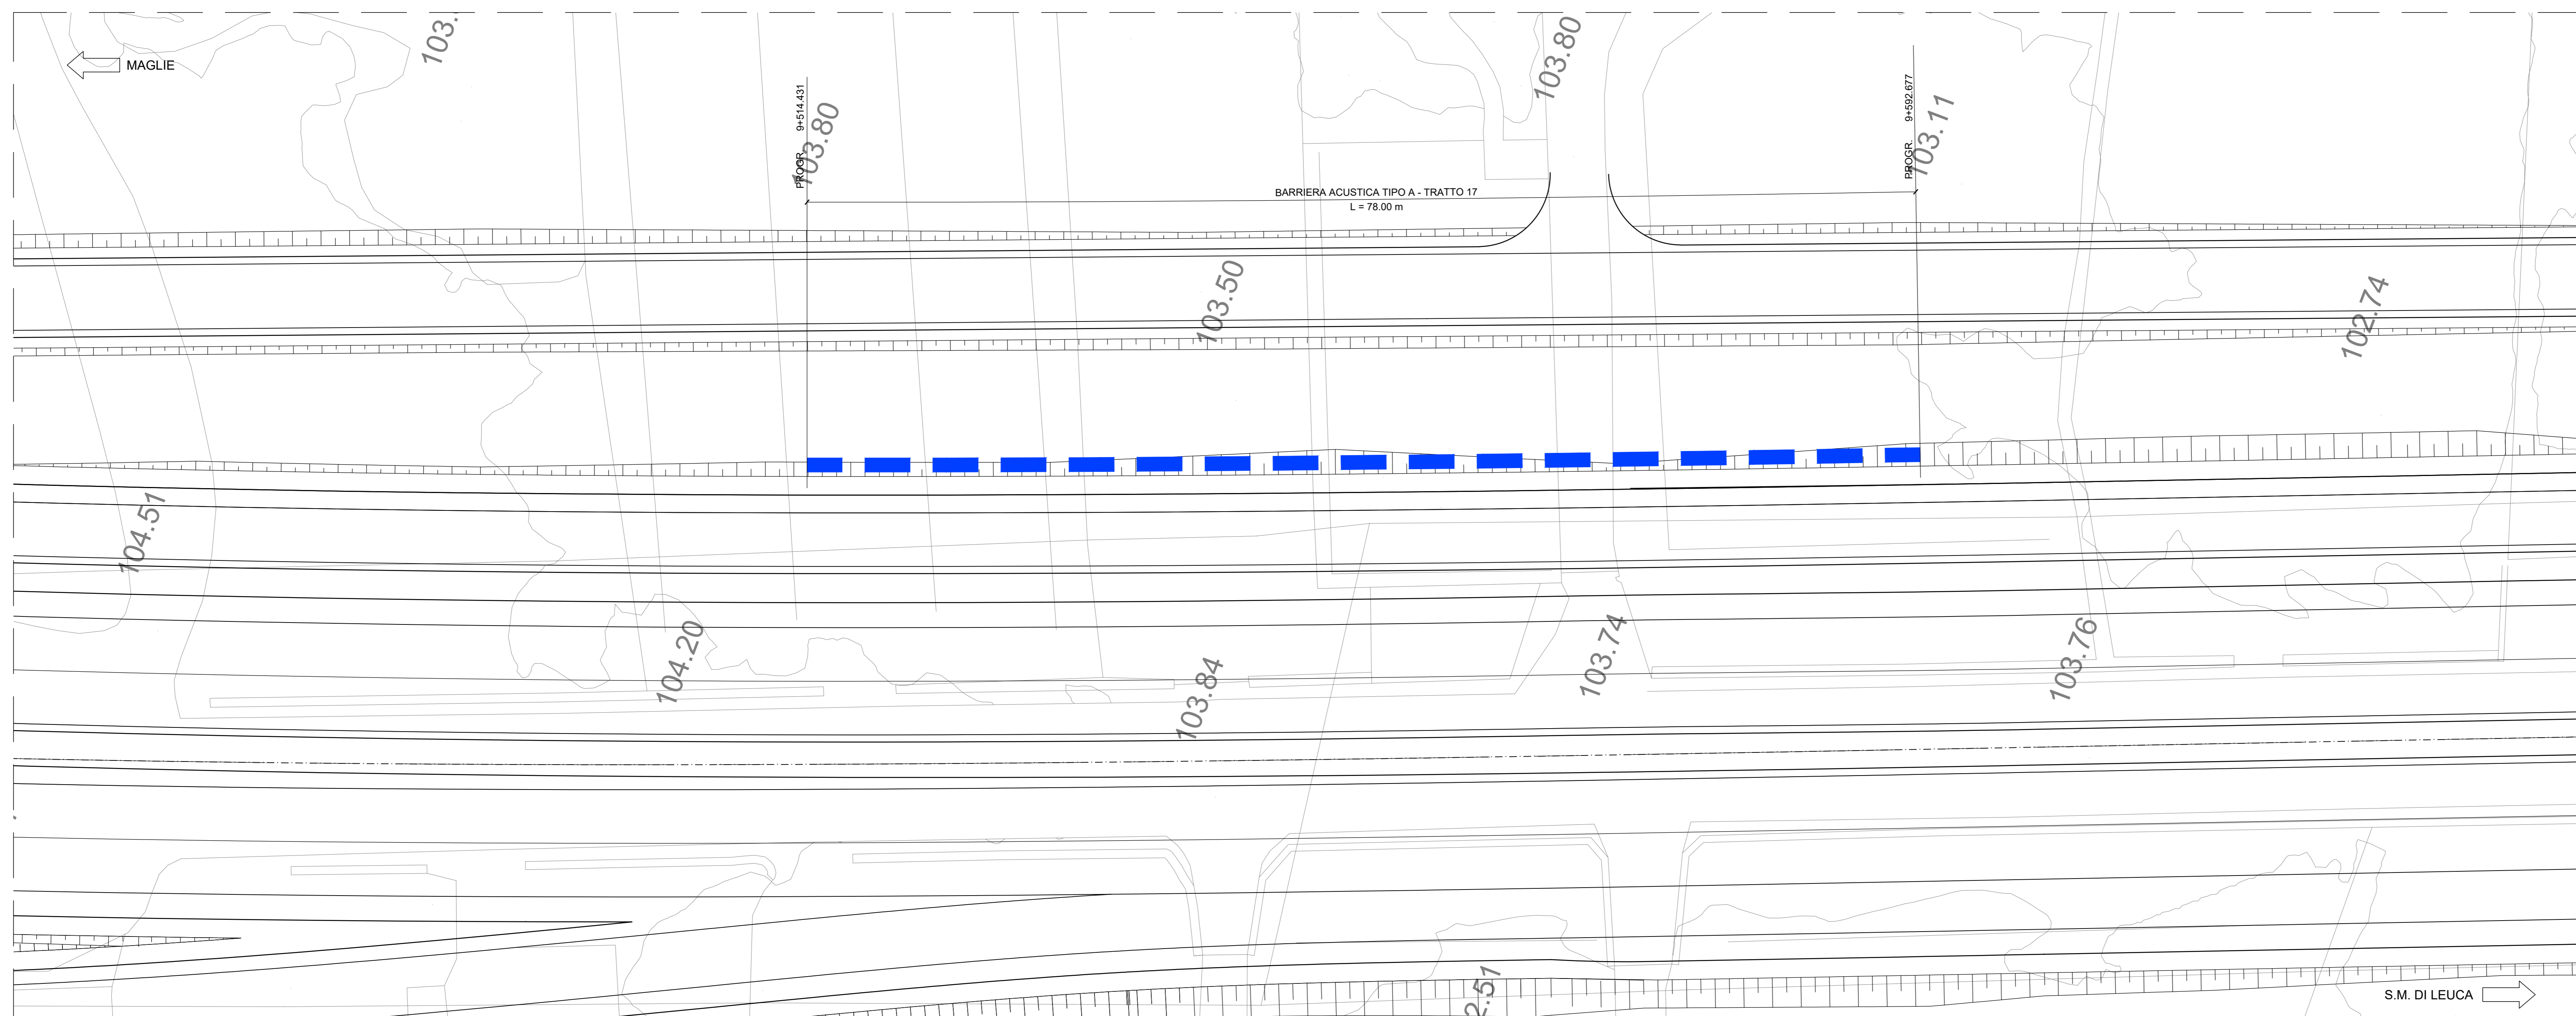 MAGLIE
103.80
PROGR. 9+514.431
103.80
PROGR. 9+592.677
103.11
BARRIERA ACUSTICA TIPO A - TRATTO 17
L = 78.00 m
103.50
102.74
104.51
104.20
103.84
103.74
103.76
S.M. DI LEUCA